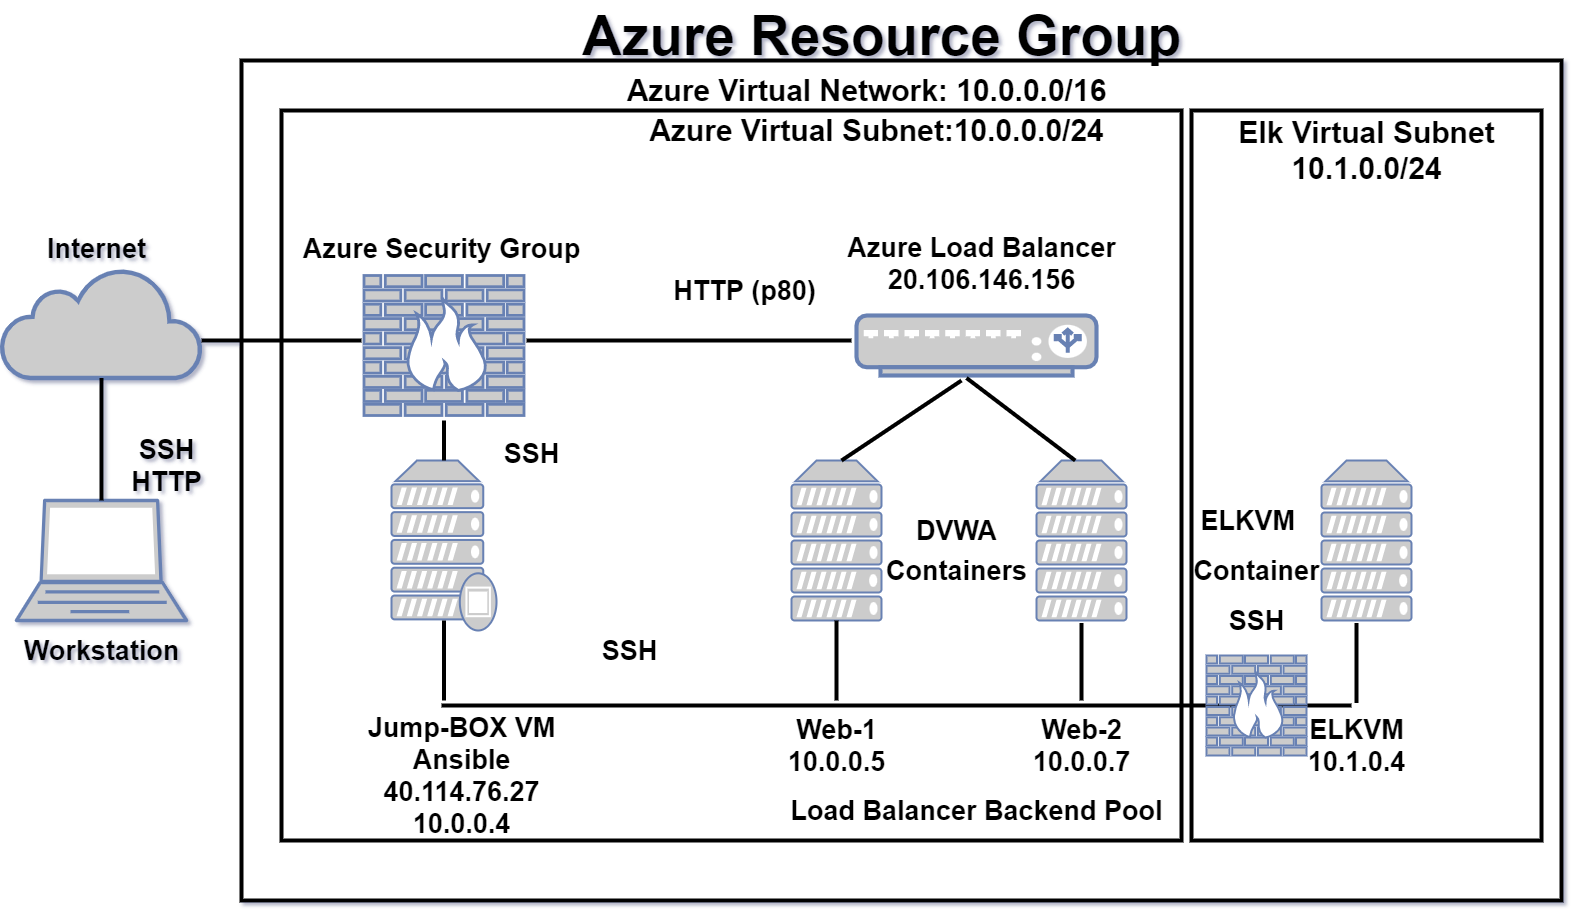 Azure Resource Group
Azure Virtual Network: 10.0.0.0/16
Azure Virtual Subnet:10.0.0.0/24
Elk Virtual Subnet
10.1.0.0/24
Internet
Azure Security Group
HTTP (p80)
Azure Load Balancer
20.106.146.156
SSH
HTTP
Workstation
SSH
DVWA
Containers
ELKVM
Container
SSH
SSH
Jump-BOX VM
Ansible
40.114.76.27
10.0.0.4
Web-1
10.0.0.5
Web-2
10.0.0.7
Load Balancer Backend Pool
ELKVM
10.1.0.4